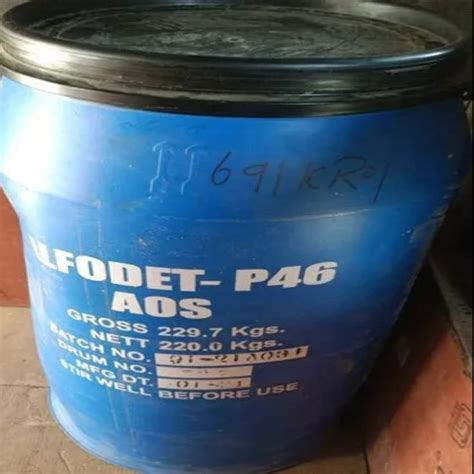 691KR01
LFODET- P46
AOS
GROSS 229.7 Kgs.
NETT 220.0 Kgs.
BATCH NO.
DRUM NO.
MFG DT.
STIR WELL BEFORE USE